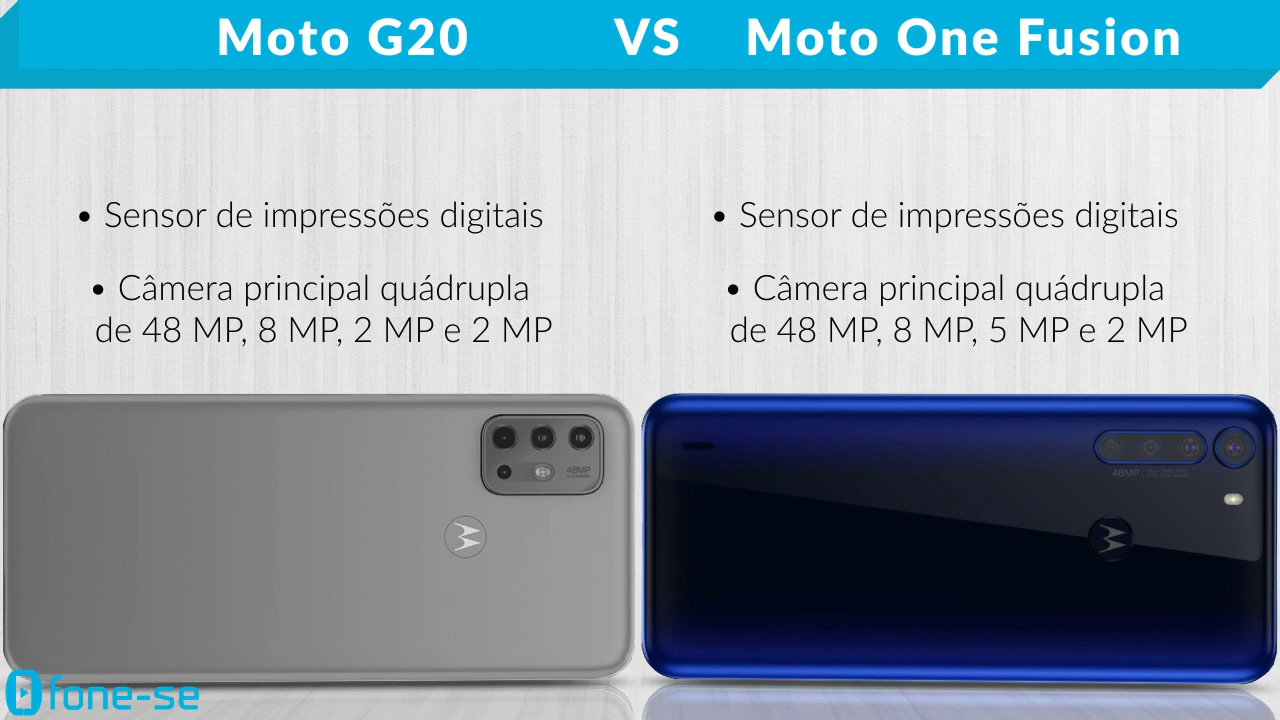 Moto G20 VS Moto One Fusion
• Sensor de impressões digitais
• Câmera principal quádrupla
de 48 MP, 8 MP, 2 MP e 2 MP
• Sensor de impressões digitais
• Câmera principal quádrupla
de 48 MP, 8 MP, 5 MP e 2 MP
48MP
48MP
fone-se